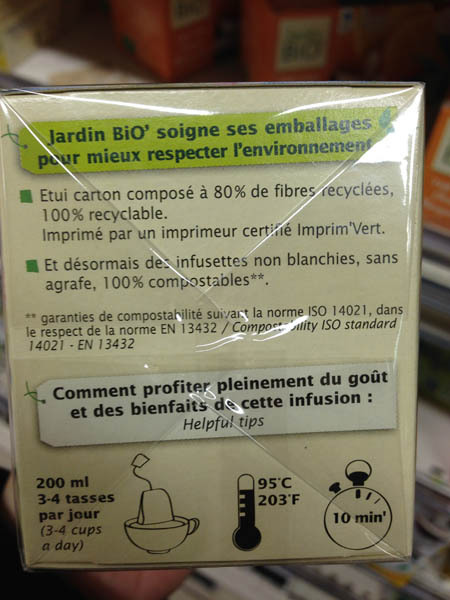 JARDIN
BiO'
Jardin BiO' soigne ses emballages
pour mieux respecter l'environnement
Etui carton composé à 80% de fibres recyclées,
100% recyclable.
Imprimé par un imprimeur certifié Imprim'Vert.
Et désormais des infusettes non blanchies, sans
agrafe, 100% compostables**.
** garanties de compostabilité suivant la norme ISO 14021, dans
le respect de la norme EN 13432 / Compostability ISO standard
14021 - EN 13432
Comment profiter pleinement du goût
et des bienfaits de cette infusion :
Helpful tips
200 ml
3-4 tasses
par jour
(3-4 cups
a day)
95°C
203°F
10 min'